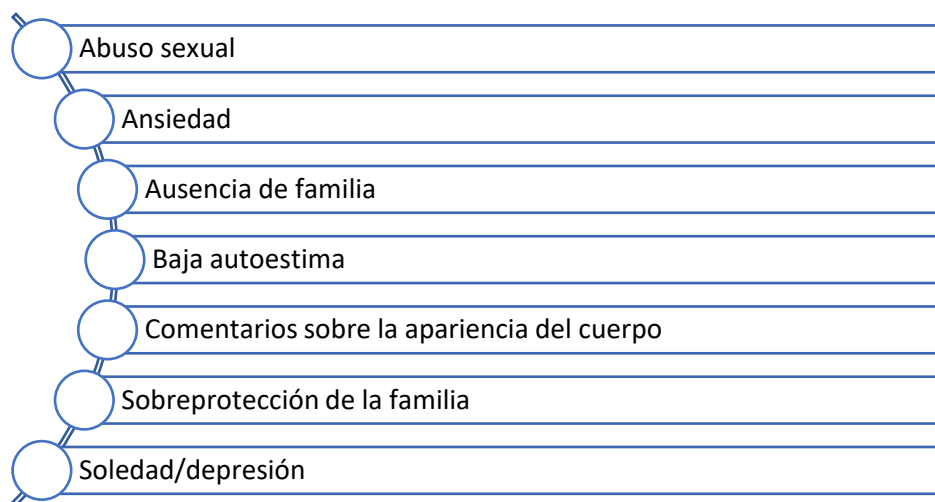 Abuso sexual
Ansiedad
Ausencia de familia
Baja autoestima
Comentarios sobre la apariencia del cuerpo
Sobreprotección de la familia
Soledad/depresión